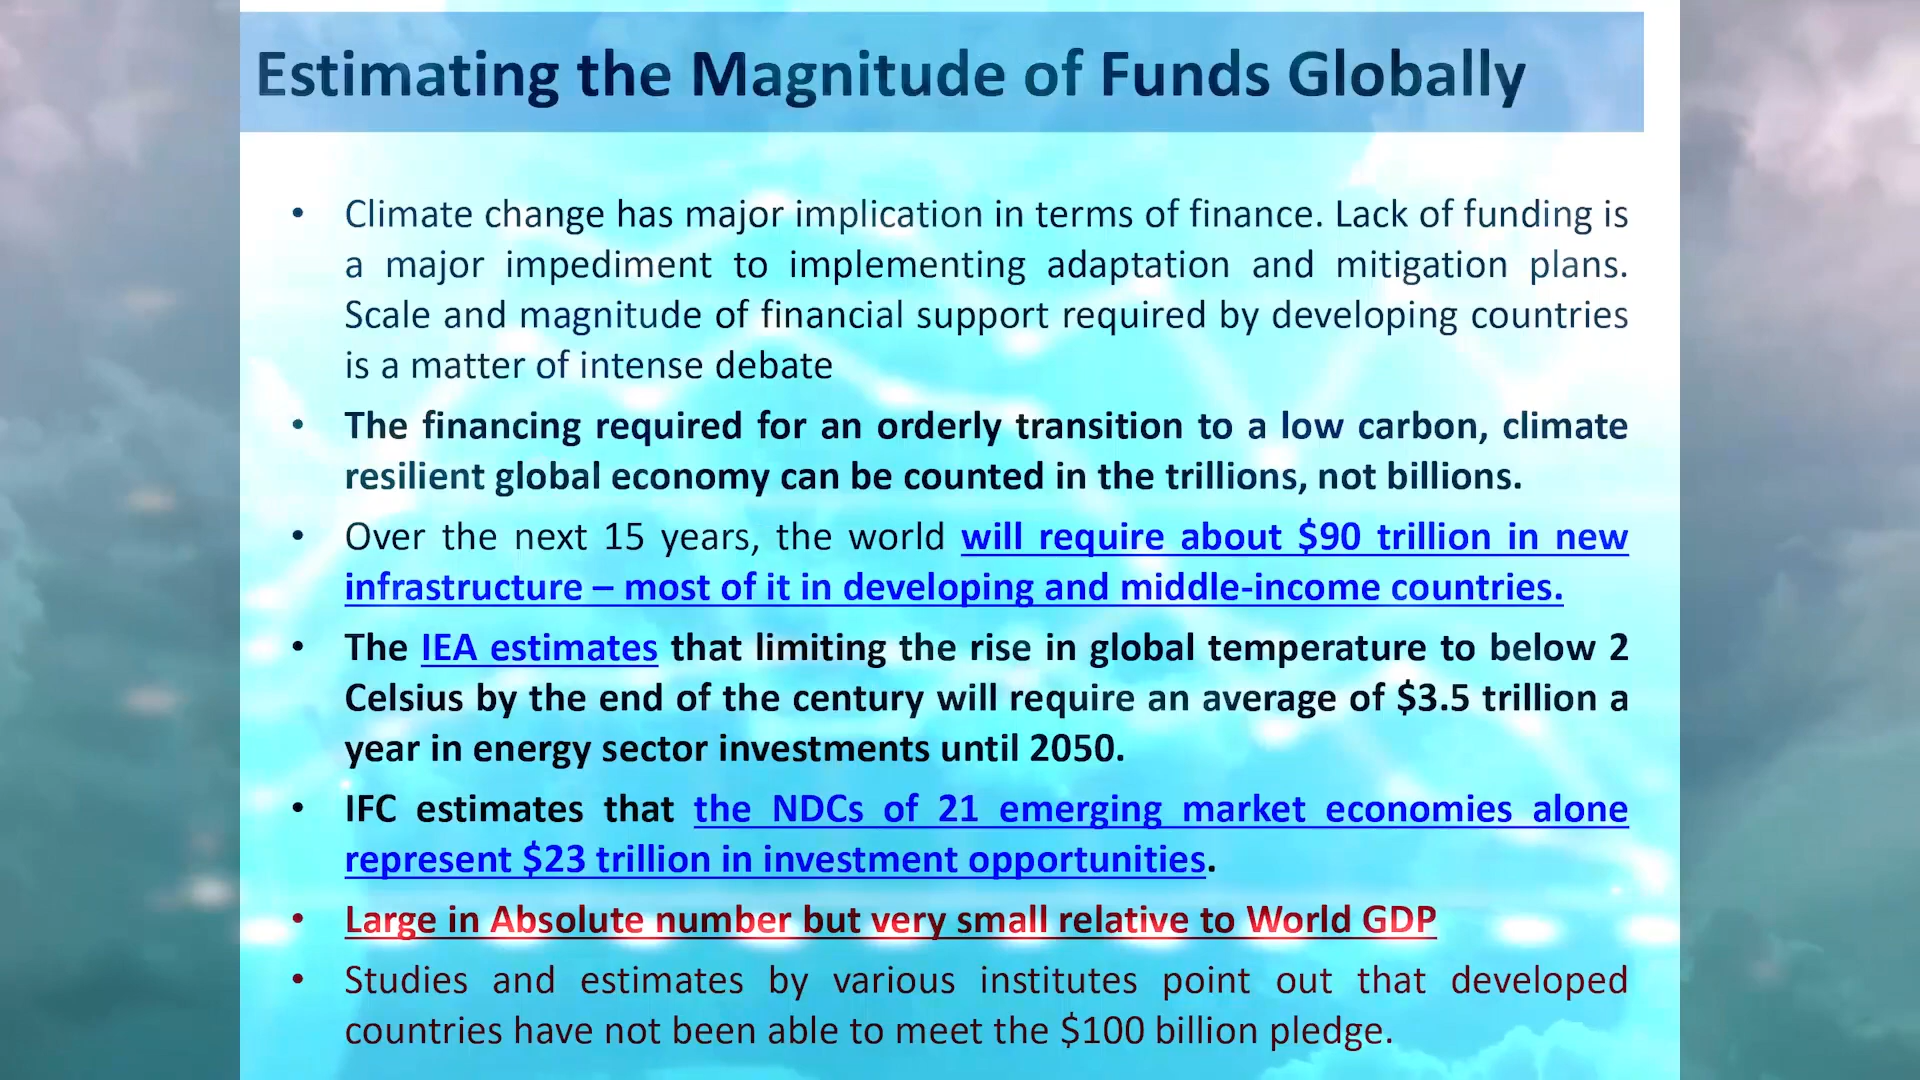 Estimating the Magnitude of Funds Globally
• Climate change has major implication in terms of finance. Lack of funding is
a major impediment to implementing adaptation and mitigation plans.
Scale and magnitude of financial support required by developing countries
is a matter of intense debate
• The financing required for an orderly transition to a low carbon, climate
resilient global economy can be counted in the trillions, not billions.
• Over the next 15 years, the world will require about $90 trillion in new
infrastructure – most of it in developing and middle-income countries.
• The IEA estimates that limiting the rise in global temperature to below 2
Celsius by the end of the century will require an average of $3.5 trillion a
year in energy sector investments until 2050.
• IFC estimates that the NDCs of 21 emerging market economies alone
represent $23 trillion in investment opportunities.
• Large in Absolute number but very small relative to World GDP
• Studies and estimates by various institutes point out that developed
countries have not been able to meet the $100 billion pledge.